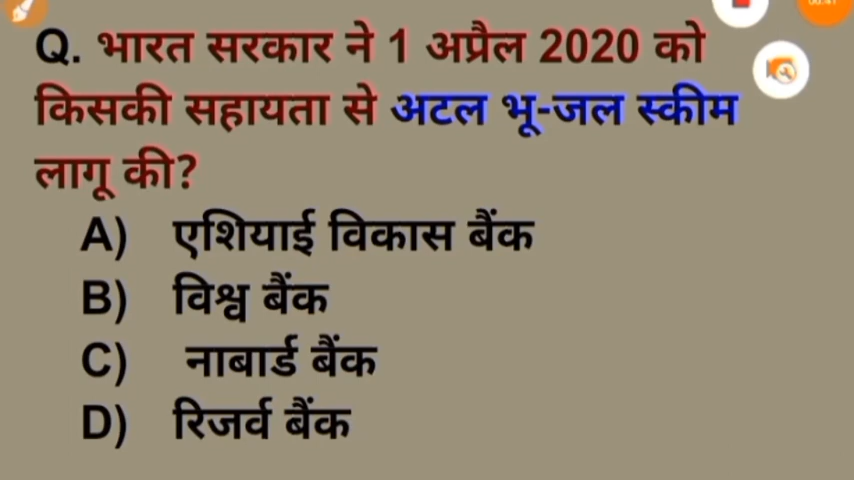 Q. भारत सरकार ने 1 अप्रैल 2020 को
किसकी सहायता से अटल भू-जल स्कीम
लागू की?
A) एशियाई विकास बैंक
B) विश्व बैंक
C) नाबार्ड बैंक
D) रिजर्व बैंक